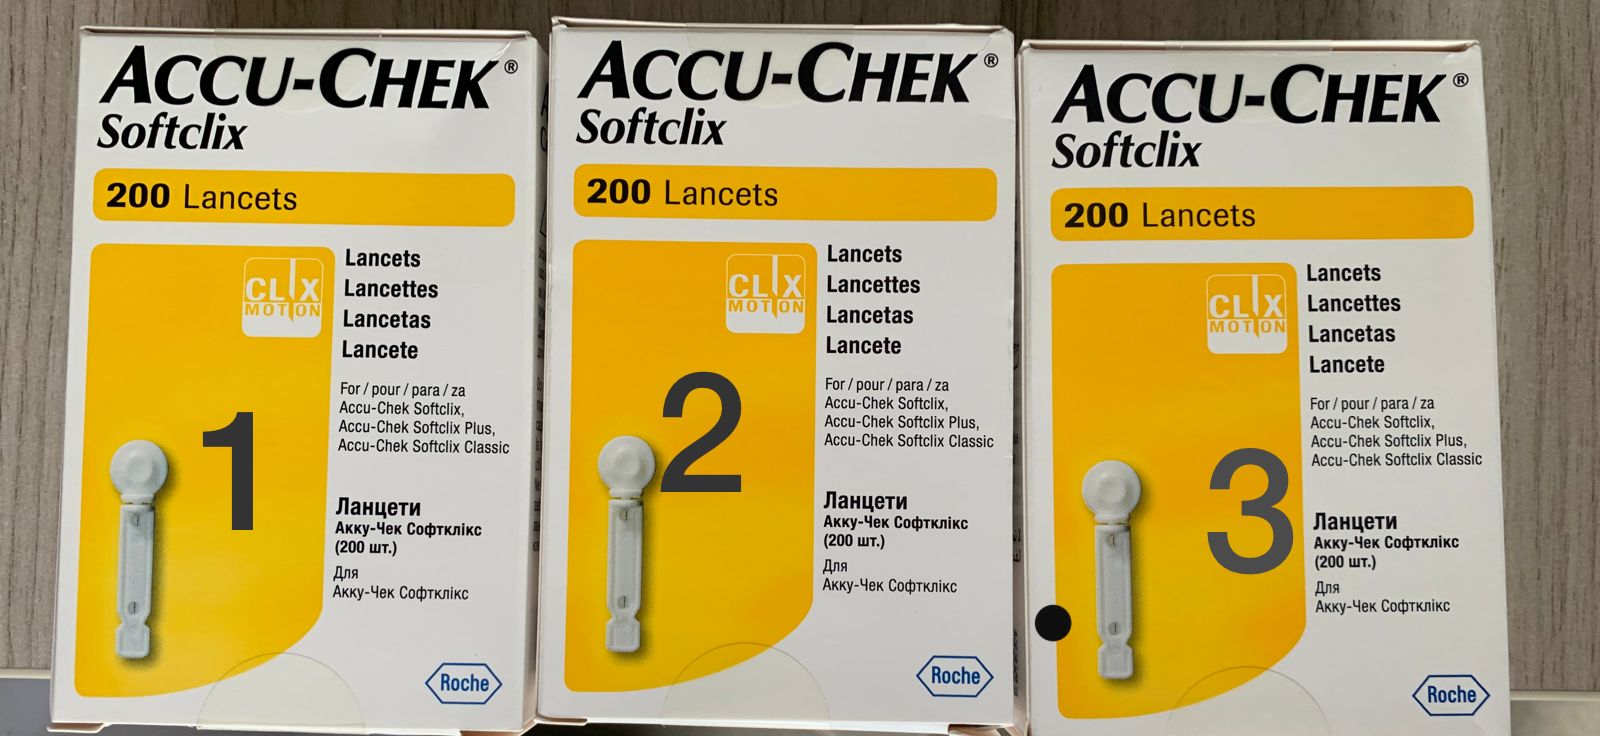 ACCU-CHEK®
Softclix
200 Lancets
CLIX
MOTION
Lancets
Lancettes
Lancetas
Lancete
For / pour / para / za
Accu-Chek Softclix,
Accu-Chek Softclix Plus,
Accu-Chek Softclix Classic
1
Ланцети
Акку-Чек Софтклікс
(200 шт.)
Для
Акку-Чек Софтклікс
Roche
ACCU-CHEK®
Softclix
200 Lancets
CLIX
MOTION
Lancets
Lancettes
Lancetas
Lancete
For / pour / para / za
Accu-Chek Softclix,
Accu-Chek Softclix Plus,
Accu-Chek Softclix Classic
2
Ланцети
Акку-Чек Софтклікс
(200 шт.)
Для
Акку-Чек Софтклікс
Roche
ACCU-CHEK®
Softclix
200 Lancets
CLIX
MOTION
Lancets
Lancettes
Lancetas
Lancete
For / pour / para / za
Accu-Chek Softclix,
Accu-Chek Softclix Plus,
Accu-Chek Softclix Classic
3
Ланцети
Акку-Чек Софтклікс
(200 шт.)
Для
Акку-Чек Софтклікс
Roche